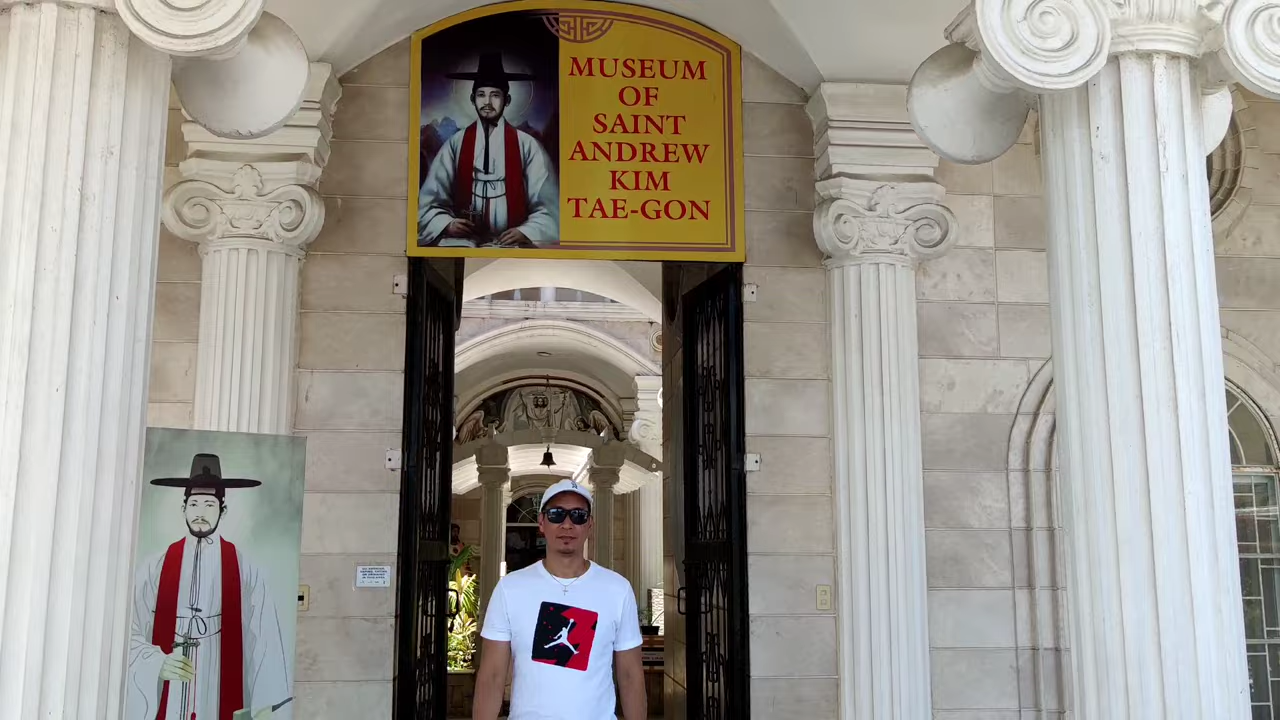 MUSEUM
OF
SAINT
ANDREW
KIM
TAE-GON